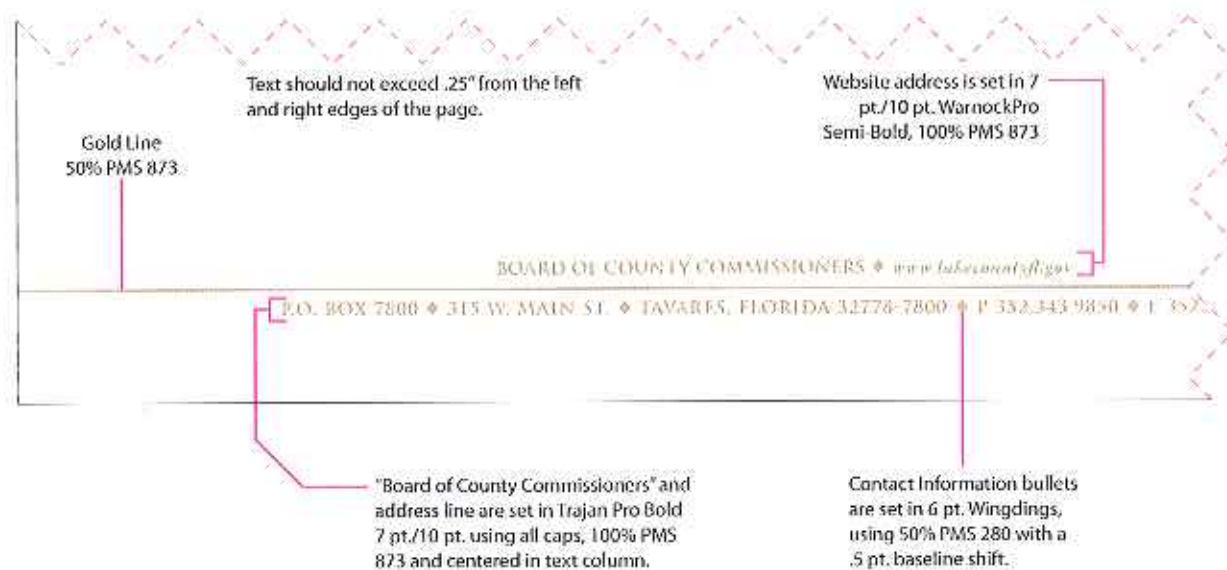 Text should not exceed .25" from the left
and right edges of the page.
Website address is set in 7
pt./10 pt. WarnockPro
Semi-Bold, 100% PMS 873
Gold Line
50% PMS 873
BOARD OF COUNTY COMMISSIONERS ❖ www.lakecountyfl.gov
P.O. BOX 7800 ❖ 315 W. MAIN ST. ❖ TAVARES, FLORIDA 32778-7800 ❖ P 352.343.9850 ❖ F 352
"Board of County Commissioners" and
address line are set in Trajan Pro Bold
7 pt./10 pt. using all caps, 100% PMS
873 and centered in text column.
Contact Information bullets
are set in 6 pt. Wingdings,
using 50% PMS 280 with a
.5 pt. baseline shift.